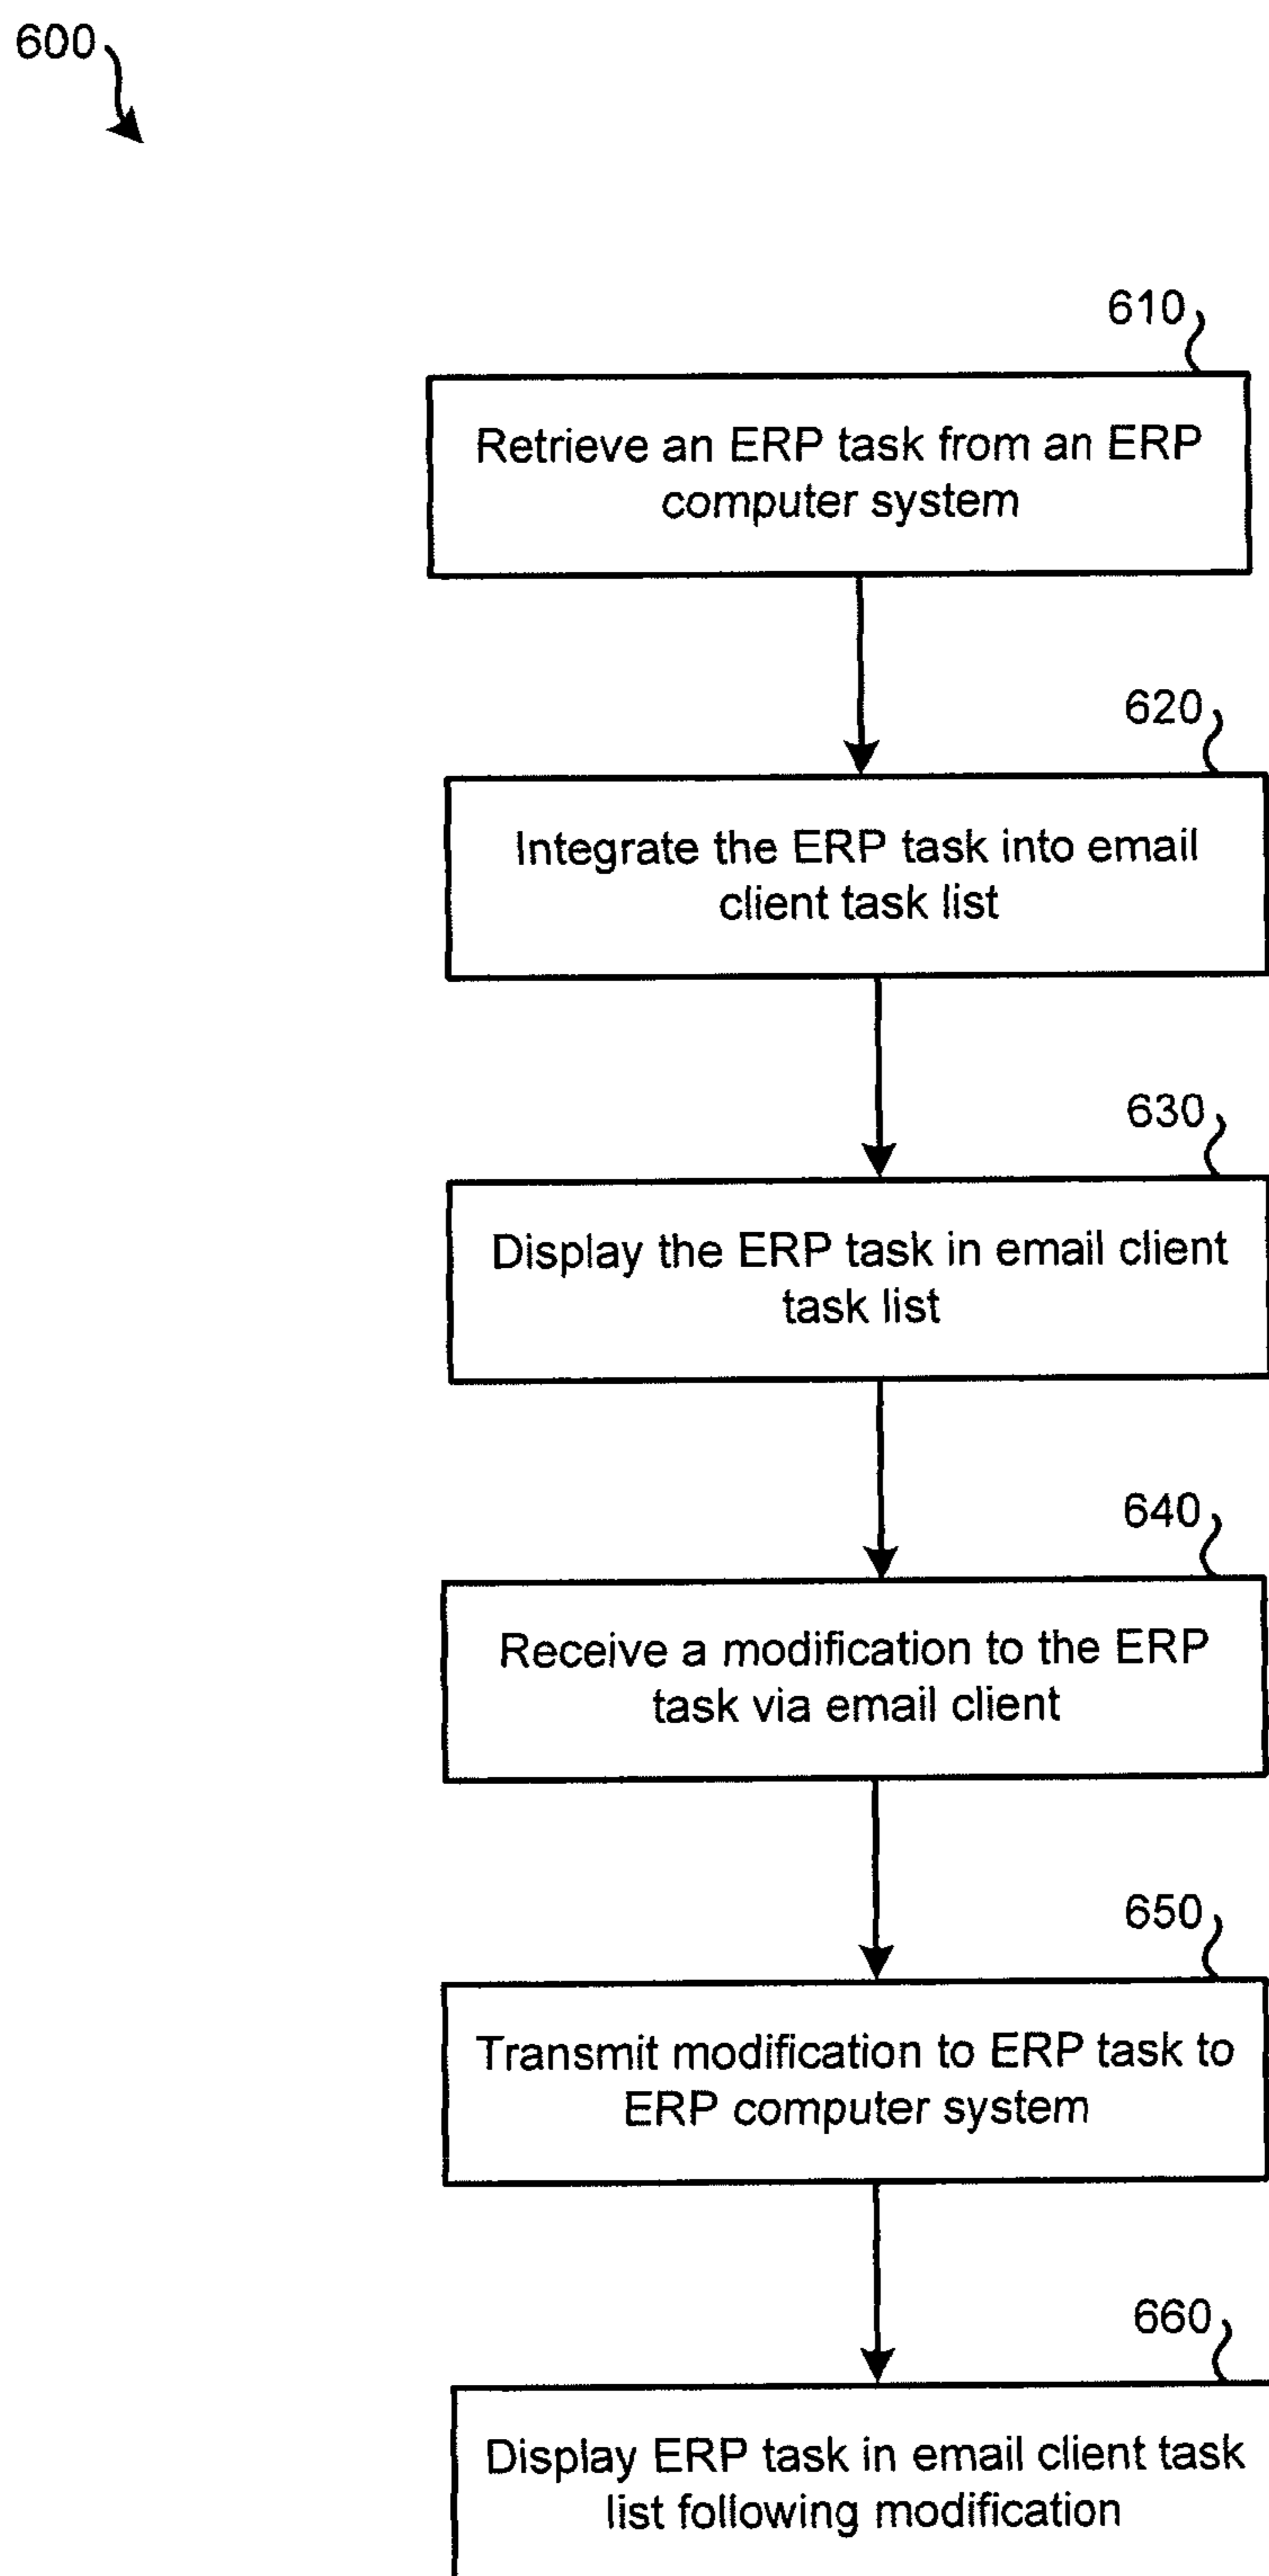 600
610
Retrieve an ERP task from an ERP
computer system
620
Integrate the ERP task into email
client task list
630
Display the ERP task in email client
task list
640
Receive a modification to the ERP
task via email client
650
Transmit modification to ERP task to
ERP computer system
660
Display ERP task in email client task
list following modification